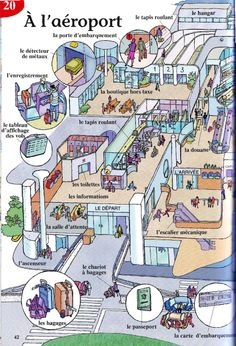 20
À l'aéroport
la porte d'embarquement
le tapis roulant
le hangar
le détecteur
de métaux
l'enregistrement
la boutique hors taxe
le tableau
d'affichage
des vols
le tapis roulant
la douane
L'ARRIVÉE
les toilettes
les informations
LE DÉPART
la salle d'attente
l'escalier mécanique
l'ascenseur
le chariot
à bagages
les bagages
le passeport
la carte d'embarquement
42